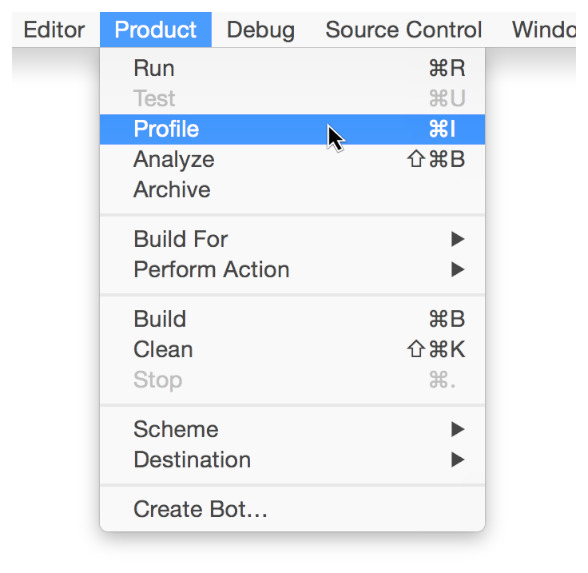 Editor Product Debug Source Control Windo
Run ⌘R
Test ⌘U
Profile ⌘I
Analyze ⇧⌘B
Archive
Build For ▶
Perform Action ▶
Build ⌘B
Clean ⇧⌘K
Stop ⌘.
Scheme ▶
Destination ▶
Create Bot…